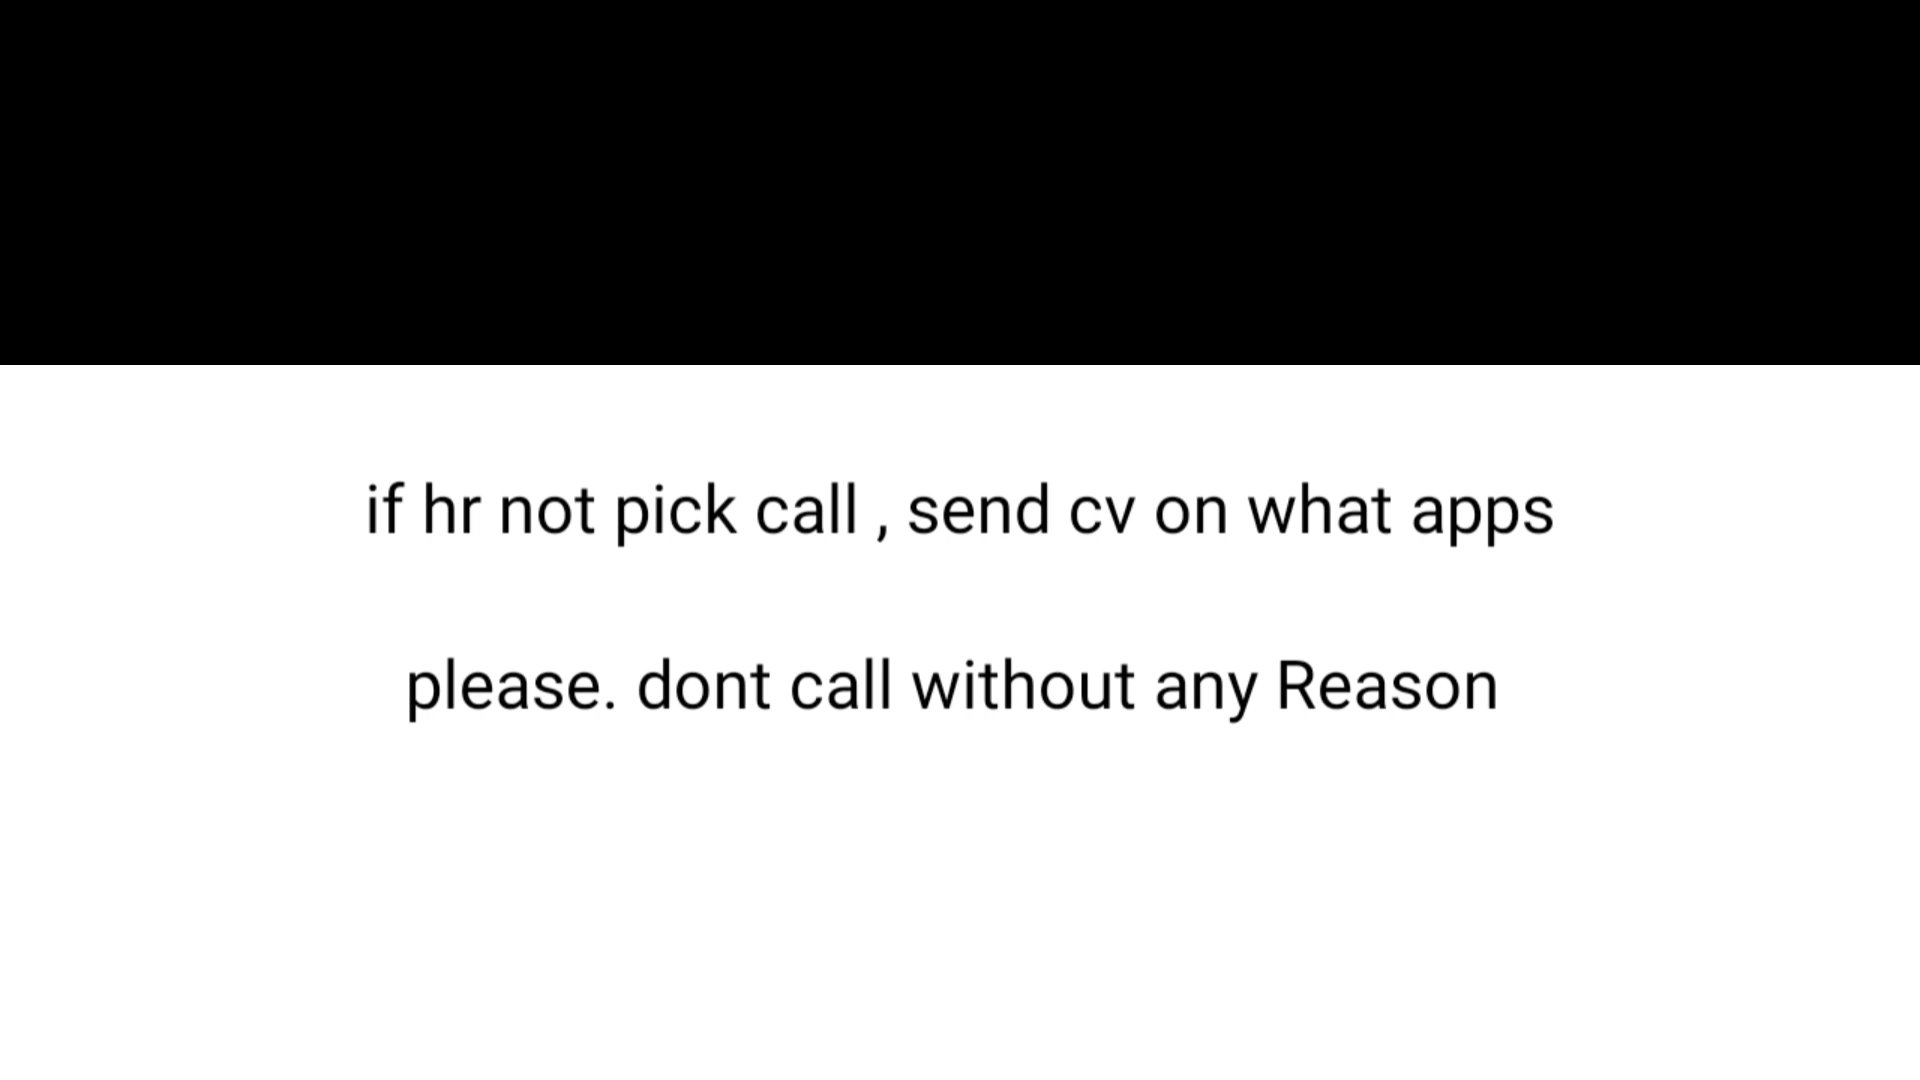 if hr not pick call , send cv on what apps
please. dont call without any Reason